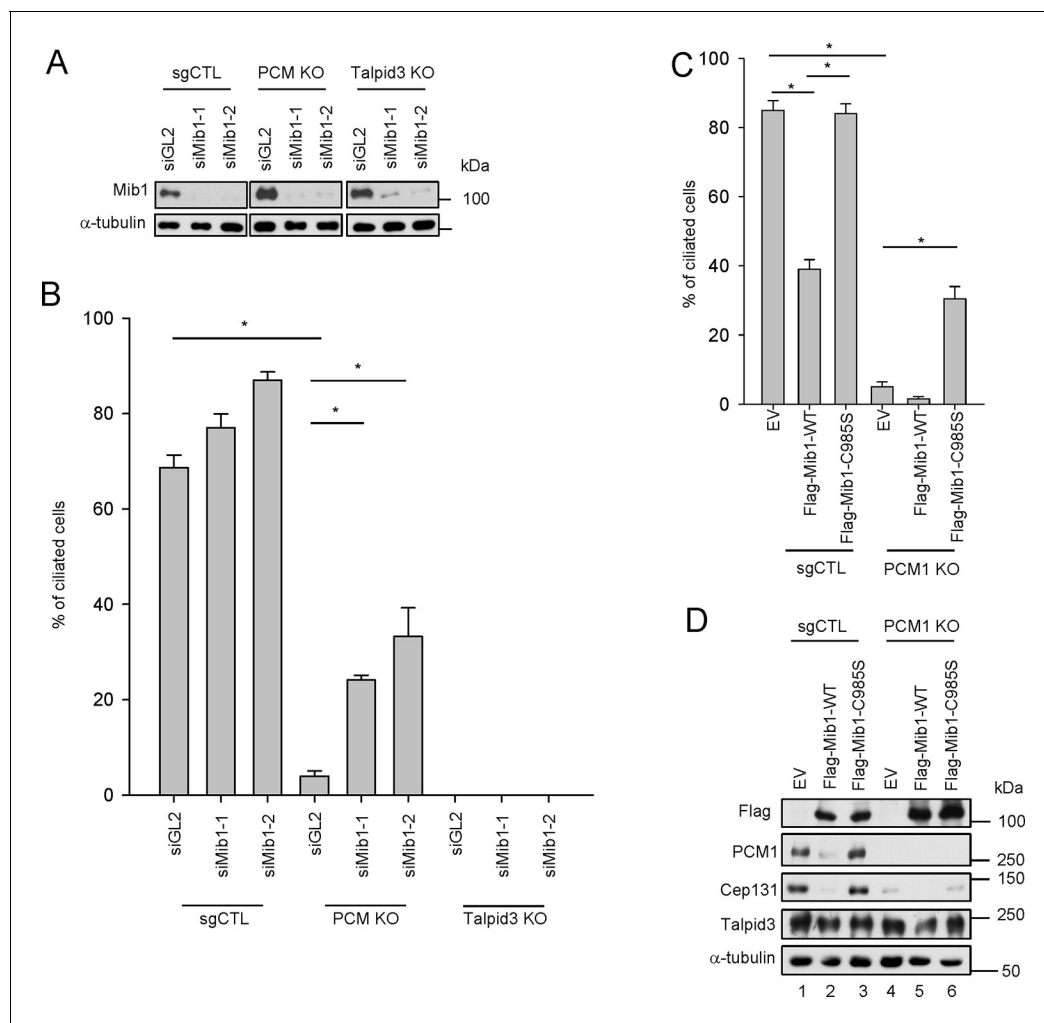 A
sgCTL PCM KO Talpid3 KO
siGL2 siMib1-1 siMib1-2 siGL2 siMib1-1 siMib1-2 siGL2 siMib1-1 siMib1-2
kDa
Mib1 100
α-tubulin
B
100
80
60
40
20
0
% of ciliated cells
*
*
*
siGL2 siMib1-1 siMib1-2 siGL2 siMib1-1 siMib1-2 siGL2 siMib1-1 siMib1-2
sgCTL PCM KO Talpid3 KO
C
100
80
60
40
20
0
% of ciliated cells
*
* *
*
EV Flag-Mib1-WT Flag-Mib1-C985S EV Flag-Mib1-WT Flag-Mib1-C985S
sgCTL PCM1 KO
D
sgCTL PCM1 KO
EV Flag-Mib1-WT Flag-Mib1-C985S EV Flag-Mib1-WT Flag-Mib1-C985S
kDa
Flag 100
PCM1 250
Cep131 150
Talpid3 250
α-tubulin 50
1 2 3 4 5 6